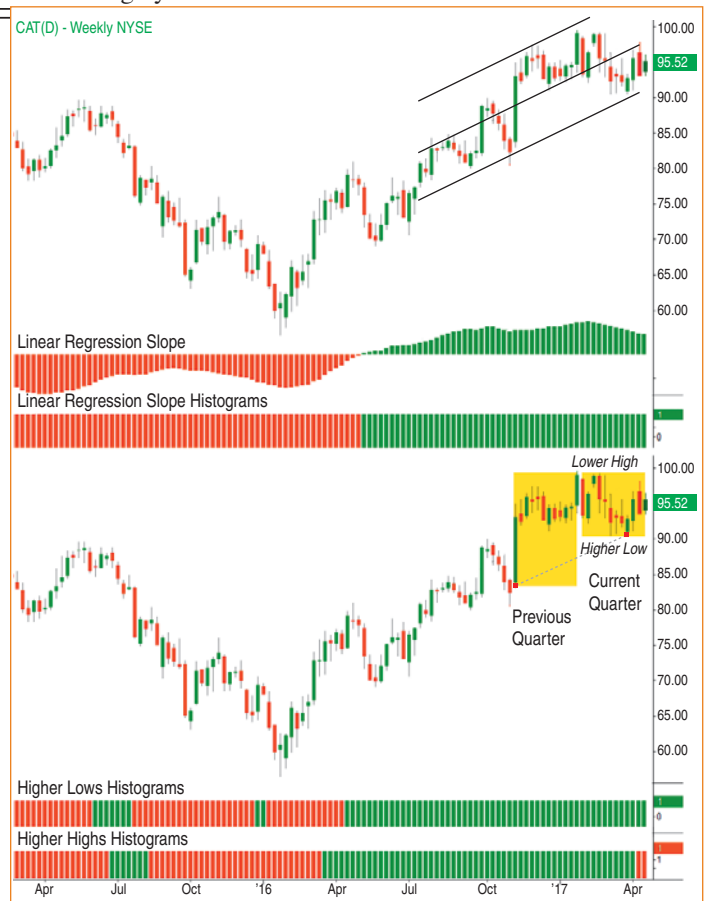 CAT(D) - Weekly NYSE
100.00
95.52
90.00
85.00
80.00
75.00
70.00
65.00
60.00
Linear Regression Slope
Linear Regression Slope Histograms
1
0
Lower High
100.00
95.52
90.00
Higher Low
85.00
Current
Quarter
80.00
Previous
Quarter
75.00
70.00
65.00
60.00
Higher Lows Histograms
1
0
Higher Highs Histograms
1
1
Apr Jul Oct '16 Apr Jul Oct '17 Apr